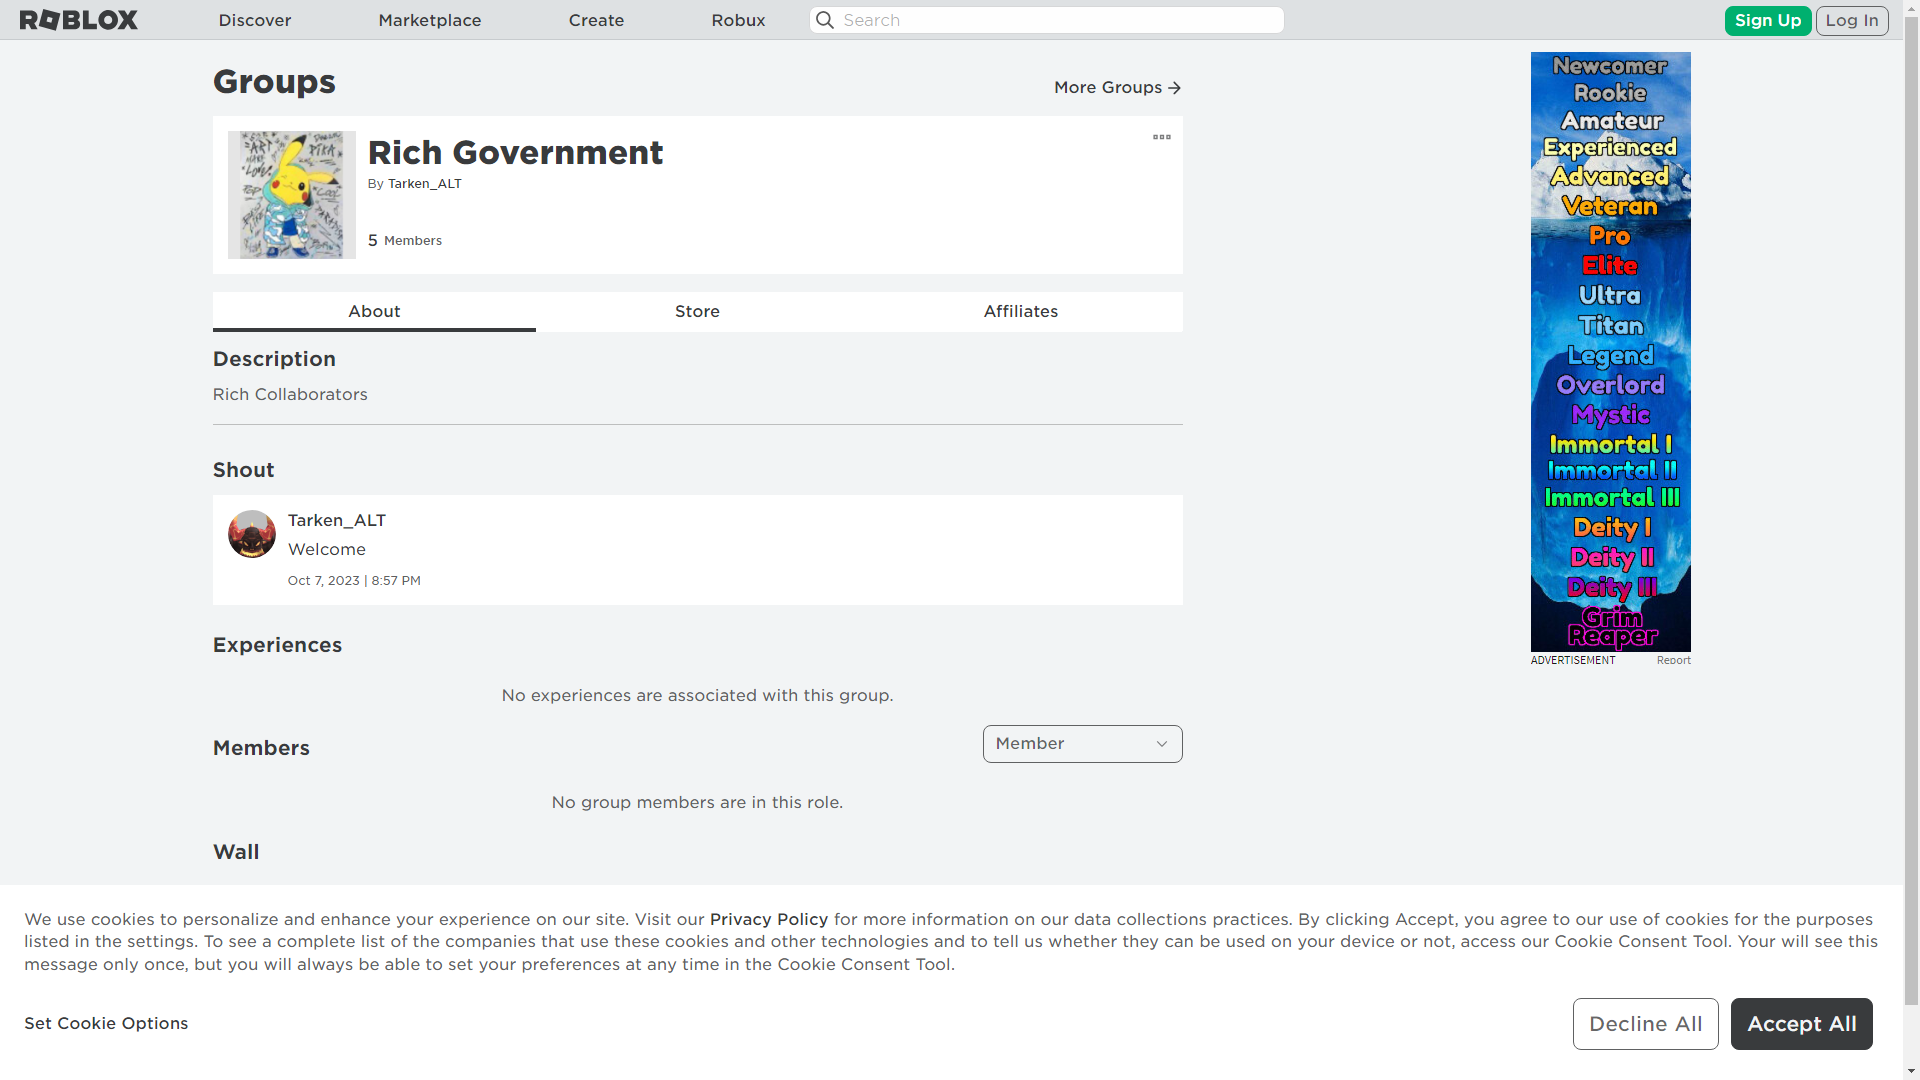 ROBLOX
Discover
Marketplace
Create
Robux
Search
Sign Up
Log In
Groups
More Groups
Rich Government
By Tarken_ALT
5 Members
About
Store
Affiliates
Description
Rich Collaborators
Shout
Tarken_ALT
Welcome
Oct 7, 2023 | 8:57 PM
Experiences
No experiences are associated with this group.
Members
Member
No group members are in this role.
Wall
Newcomer
Rookie
Amateur
Experienced
Advanced
Veteran
Pro
Elite
Ultra
Titan
Legend
Overlord
Mystic
Immortal I
Immortal II
Immortal III
Deity I
Deity II
Deity III
Grim
Reaper
ADVERTISEMENT
Report
We use cookies to personalize and enhance your experience on our site. Visit our Privacy Policy for more information on our data collections practices. By clicking Accept, you agree to our use of cookies for the purposes
listed in the settings. To see a complete list of the companies that use these cookies and other technologies and to tell us whether they can be used on your device or not, access our Cookie Consent Tool. Your will see this
message only once, but you will always be able to set your preferences at any time in the Cookie Consent Tool.
Set Cookie Options
Decline All
Accept All